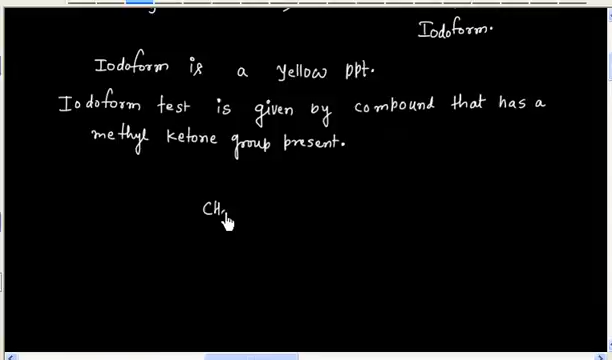 Iodoform.
Iodoform is a yellow ppt.
Iodoform test is given by compound that has a
methyl ketone group present.
CH